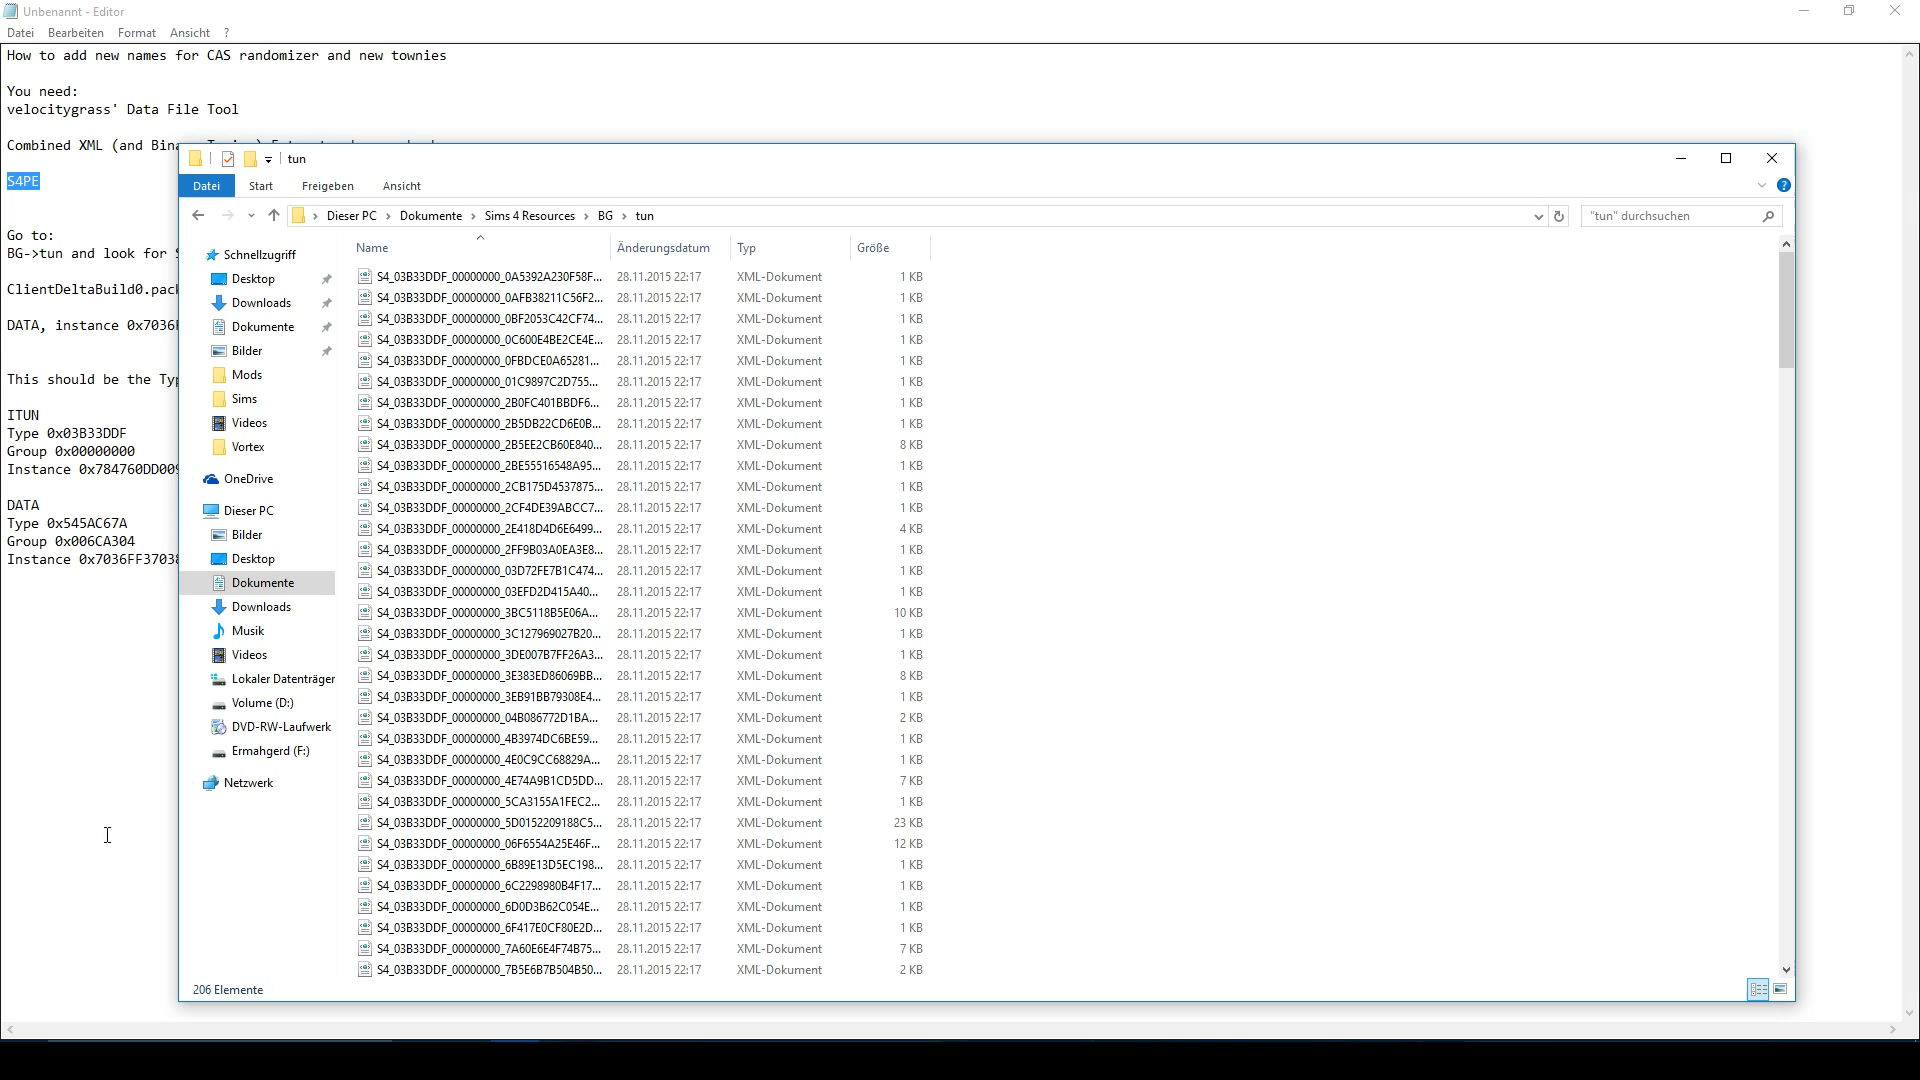 Unbenannt - Editor
Datei Bearbeiten Format Ansicht ?
How to add new names for CAS randomizer and new townies
You need:
velocitygrass' Data File Tool
Combined XML (and Bina
S4PE
Go to:
BG->tun and look for
ClientDeltaBuild0.pack
DATA, instance 0x7036
This should be the Typ
ITUN
Type 0x03B33DDF
Group 0x00000000
Instance 0x784760DD009
DATA
Type 0x545AC67A
Group 0x006CA304
Instance 0x7036FF37038
tun
Datei Start Freigeben Ansicht
Dieser PC Dokumente Sims 4 Resources BG tun
"tun" durchsuchen
Schnellzugriff
Desktop
Downloads
Dokumente
Bilder
Mods
Sims
Videos
Vortex
OneDrive
Dieser PC
Bilder
Desktop
Dokumente
Downloads
Musik
Videos
Lokaler Datenträger
Volume (D:)
DVD-RW-Laufwerk
Ermahgerd (F:)
Netzwerk
Name Änderungsdatum Typ Größe
S4_03B33DDF_00000000_0A5392A230F58F... 28.11.2015 22:17 XML-Dokument 1 KB
S4_03B33DDF_00000000_0AFB38211C56F2... 28.11.2015 22:17 XML-Dokument 1 KB
S4_03B33DDF_00000000_0BF2053C42CF74... 28.11.2015 22:17 XML-Dokument 1 KB
S4_03B33DDF_00000000_0C600E4BE2CE4E... 28.11.2015 22:17 XML-Dokument 1 KB
S4_03B33DDF_00000000_0FBDCE0A65281... 28.11.2015 22:17 XML-Dokument 1 KB
S4_03B33DDF_00000000_01C9897C2D755... 28.11.2015 22:17 XML-Dokument 1 KB
S4_03B33DDF_00000000_2B0FC401BBDF6... 28.11.2015 22:17 XML-Dokument 1 KB
S4_03B33DDF_00000000_2B5DB22CD6E0B... 28.11.2015 22:17 XML-Dokument 1 KB
S4_03B33DDF_00000000_2B5EE2CB60E840... 28.11.2015 22:17 XML-Dokument 8 KB
S4_03B33DDF_00000000_2BE55516548A95... 28.11.2015 22:17 XML-Dokument 1 KB
S4_03B33DDF_00000000_2CB175D4537875... 28.11.2015 22:17 XML-Dokument 1 KB
S4_03B33DDF_00000000_2CF4DE39ABCC7... 28.11.2015 22:17 XML-Dokument 1 KB
S4_03B33DDF_00000000_2E418D4D6E6499... 28.11.2015 22:17 XML-Dokument 4 KB
S4_03B33DDF_00000000_2FF9B03A0EA3E8... 28.11.2015 22:17 XML-Dokument 1 KB
S4_03B33DDF_00000000_03D72FE7B1C474... 28.11.2015 22:17 XML-Dokument 1 KB
S4_03B33DDF_00000000_03EFD2D415A40... 28.11.2015 22:17 XML-Dokument 1 KB
S4_03B33DDF_00000000_3BC5118B5E06A... 28.11.2015 22:17 XML-Dokument 10 KB
S4_03B33DDF_00000000_3C127969027B20... 28.11.2015 22:17 XML-Dokument 1 KB
S4_03B33DDF_00000000_3DE007B7FF26A3... 28.11.2015 22:17 XML-Dokument 1 KB
S4_03B33DDF_00000000_3E383ED86069BB... 28.11.2015 22:17 XML-Dokument 8 KB
S4_03B33DDF_00000000_3EB91BB79308E4... 28.11.2015 22:17 XML-Dokument 1 KB
S4_03B33DDF_00000000_04B086772D1BA... 28.11.2015 22:17 XML-Dokument 2 KB
S4_03B33DDF_00000000_4B3974DC6BE59... 28.11.2015 22:17 XML-Dokument 1 KB
S4_03B33DDF_00000000_4E0C9CC68829A... 28.11.2015 22:17 XML-Dokument 1 KB
S4_03B33DDF_00000000_4E74A9B1CD5DD... 28.11.2015 22:17 XML-Dokument 7 KB
S4_03B33DDF_00000000_5CA3155A1FEC2... 28.11.2015 22:17 XML-Dokument 1 KB
S4_03B33DDF_00000000_5D0152209188C5... 28.11.2015 22:17 XML-Dokument 23 KB
S4_03B33DDF_00000000_06F6554A25E46F... 28.11.2015 22:17 XML-Dokument 12 KB
S4_03B33DDF_00000000_6B89E13D5EC198... 28.11.2015 22:17 XML-Dokument 1 KB
S4_03B33DDF_00000000_6C2298980B4F17... 28.11.2015 22:17 XML-Dokument 1 KB
S4_03B33DDF_00000000_6D0D3B62C054E... 28.11.2015 22:17 XML-Dokument 1 KB
S4_03B33DDF_00000000_6F417E0CF80E2D... 28.11.2015 22:17 XML-Dokument 1 KB
S4_03B33DDF_00000000_7A60E6E4F74B75... 28.11.2015 22:17 XML-Dokument 7 KB
S4_03B33DDF_00000000_7B5E6B7B504B50... 28.11.2015 22:17 XML-Dokument 2 KB
206 Elemente